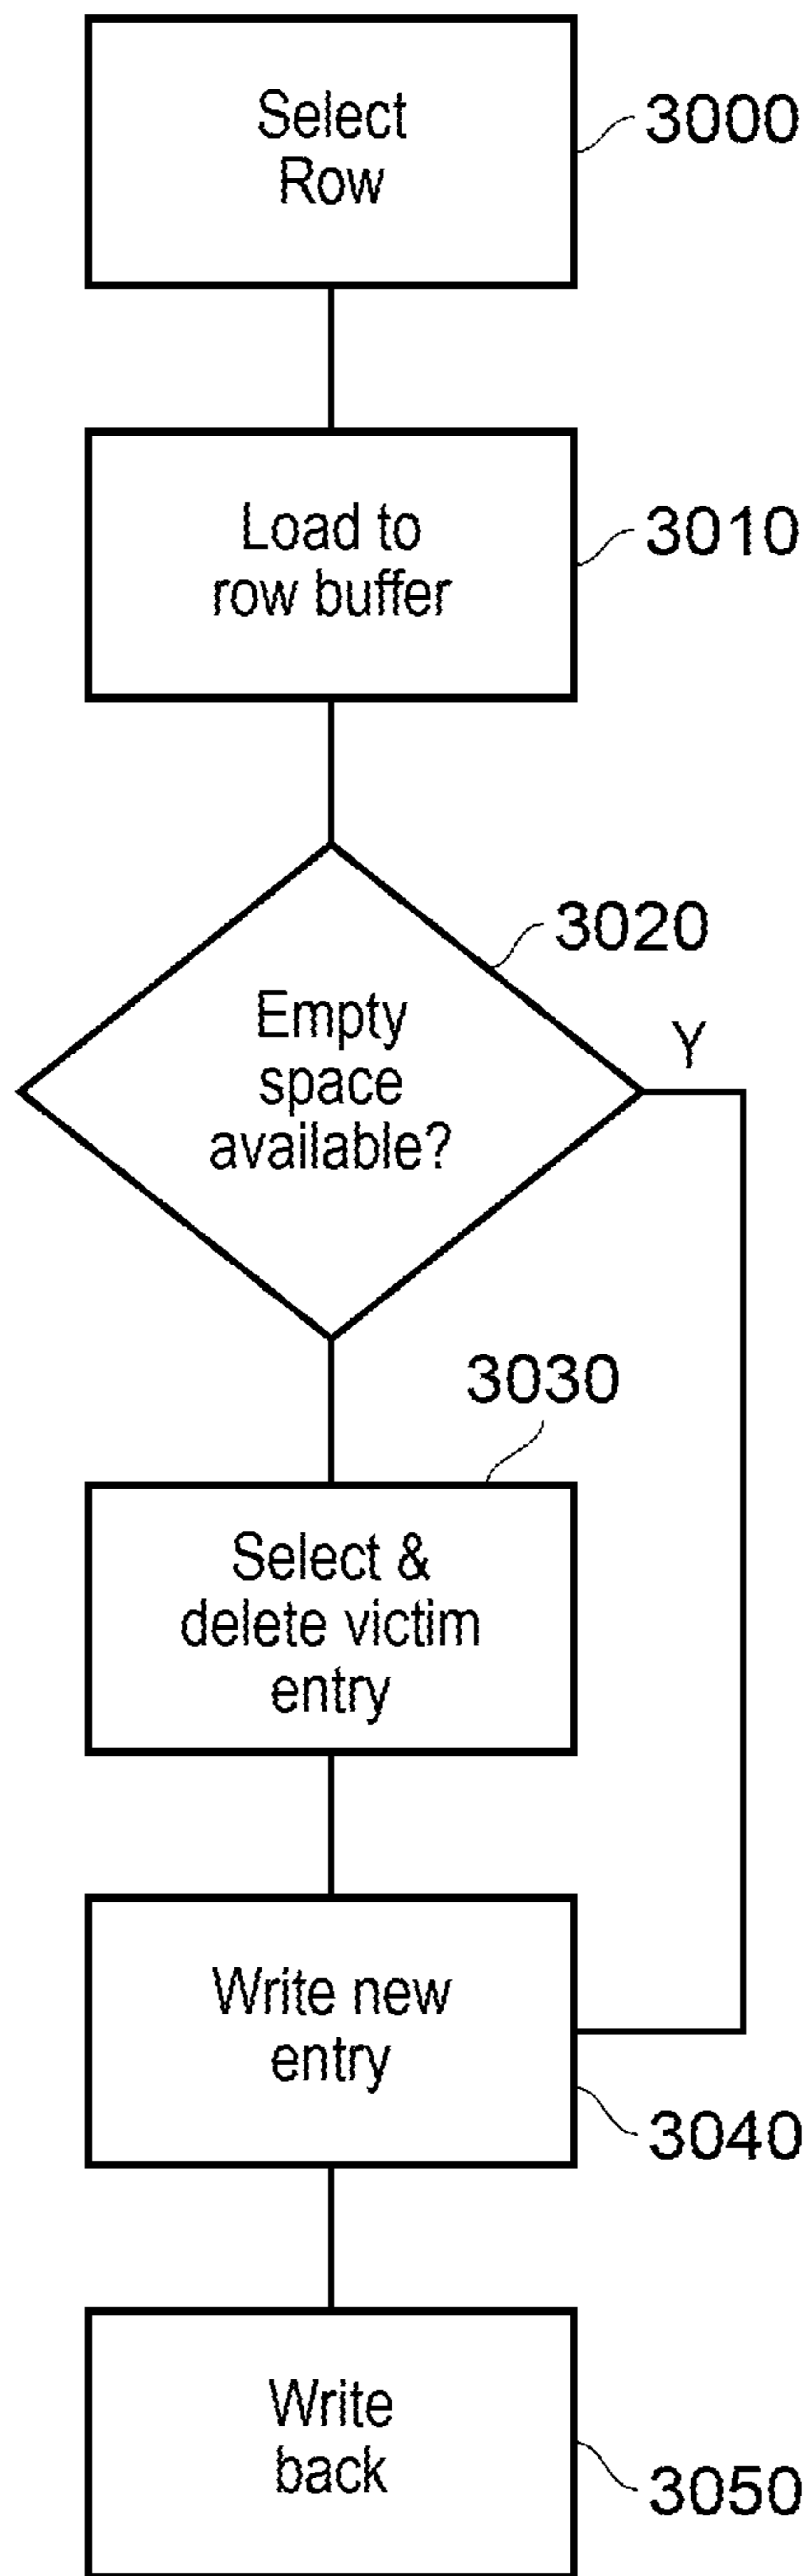 Select
Row
3000
Load to
row buffer
3010
3020
Empty
space
available?
Y
3030
Select &
delete victim
entry
Write new
entry
3040
Write
back
3050